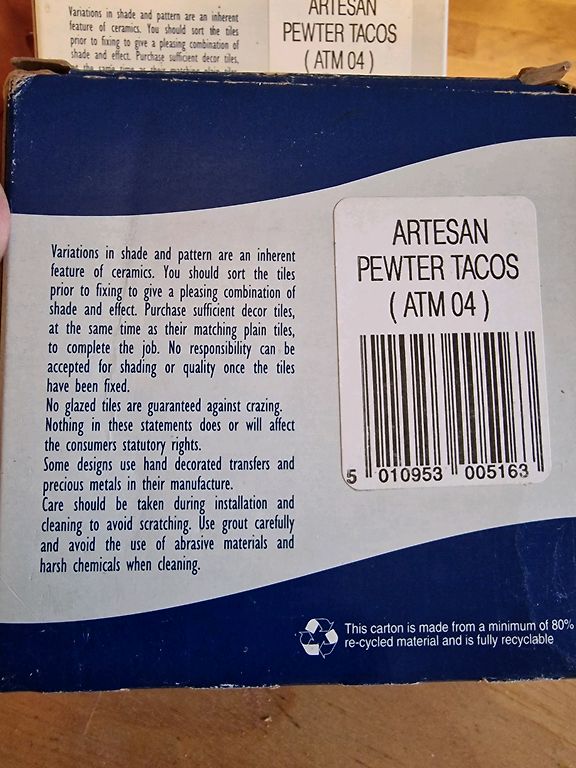 Variations in shade and pattern are an inherent
feature of ceramics. You should sort the tiles
prior to fixing to give a pleasing combination of
shade and effect. Purchase sufficient decor tiles,
at the same time as their matching plain tiles
ARTESAN
PEWTER TACOS
( ATM 04 )
Variations in shade and pattern are an inherent
feature of ceramics. You should sort the tiles
prior to fixing to give a pleasing combination of
shade and effect. Purchase sufficient decor tiles,
at the same time as their matching plain tiles,
to complete the job. No responsibility can be
accepted for shading or quality once the tiles
have been fixed.
No glazed tiles are guaranteed against crazing.
Nothing in these statements does or will affect
the consumers statutory rights.
Some designs use hand decorated transfers and
precious metals in their manufacture.
Care should be taken during installation and
cleaning to avoid scratching. Use grout carefully
and avoid the use of abrasive materials and
harsh chemicals when cleaning.
ARTESAN
PEWTER TACOS
( ATM 04 )
5 010953 005163
This carton is made from a minimum of 80%
re-cycled material and is fully recyclable